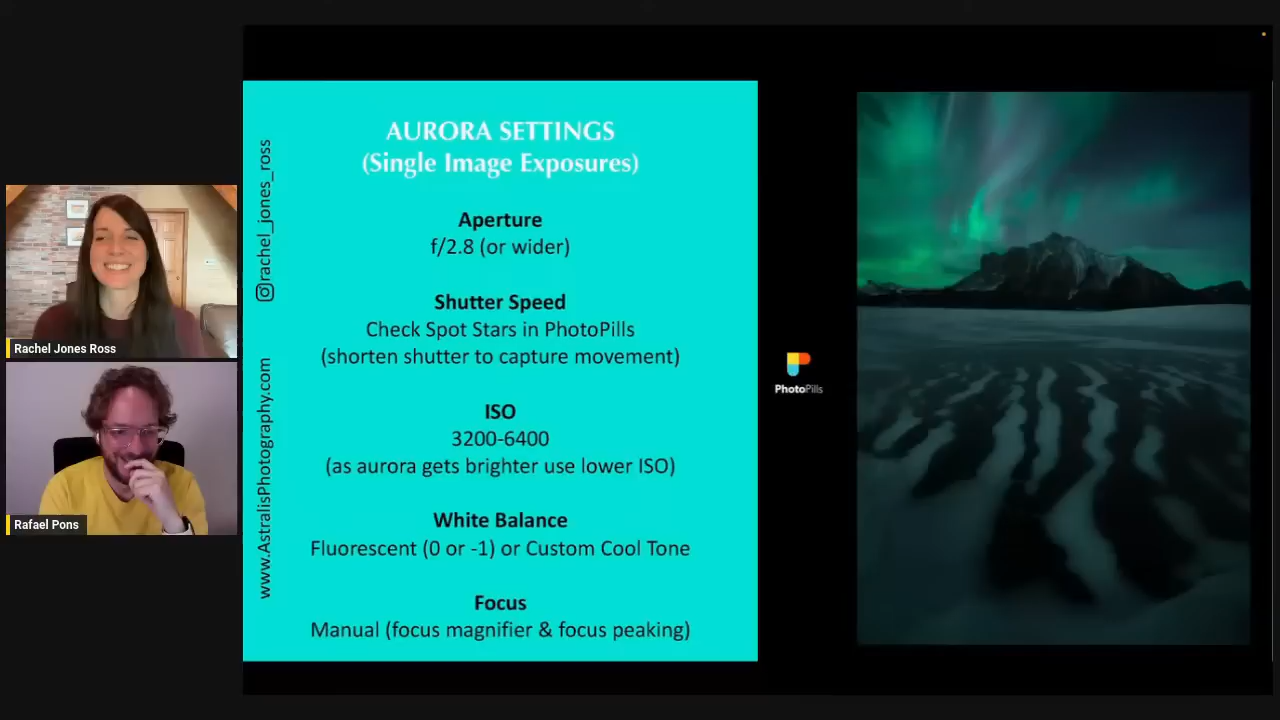 Rachel Jones Ross
Rafael Pons
@rachel_jones_ross
www.AstralisPhotography.com
AURORA SETTINGS
(Single Image Exposures)
Aperture
f/2.8 (or wider)
Shutter Speed
Check Spot Stars in PhotoPills
(shorten shutter to capture movement)
ISO
3200-6400
(as aurora gets brighter use lower ISO)
White Balance
Fluorescent (0 or -1) or Custom Cool Tone
Focus
Manual (focus magnifier & focus peaking)
PhotoPills